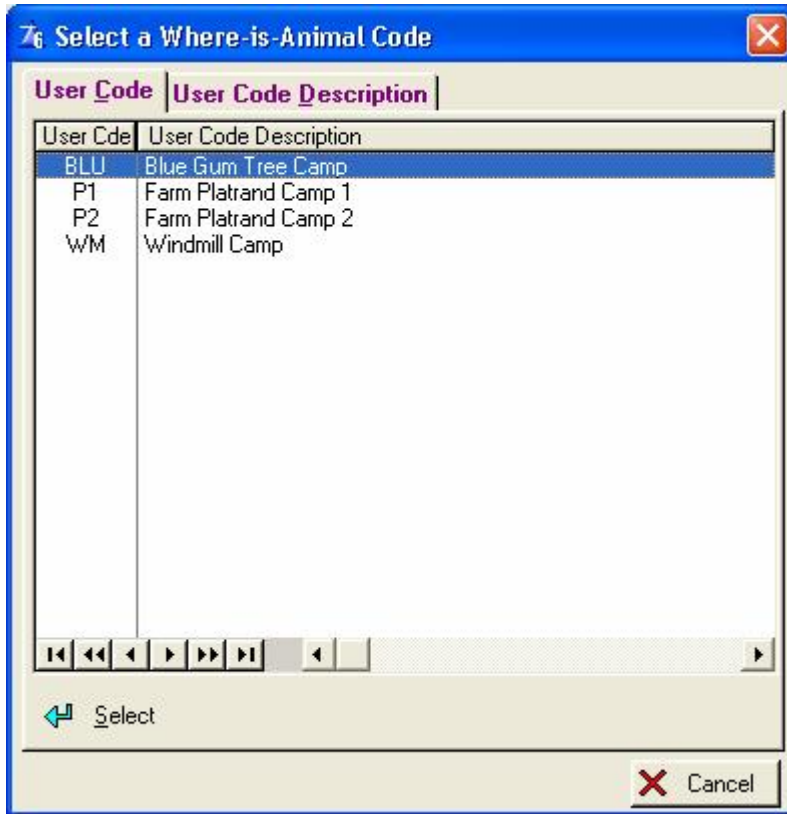 Select a Where-is-Animal Code
User Code User Code Description
User Cde User Code Description
BLU Blue Gum Tree Camp
P1 Farm Platrand Camp 1
P2 Farm Platrand Camp 2
WM Windmill Camp
Select
Cancel